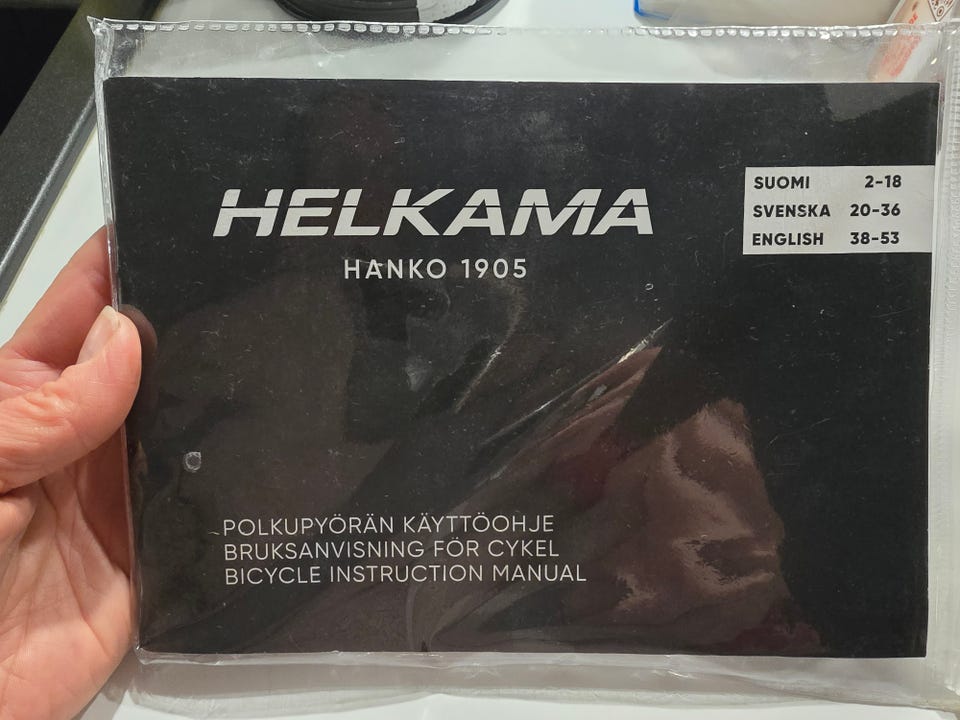 HELKAMA
HANKO 1905
SUOMI 2-18
SVENSKA 20-36
ENGLISH 38-53
POLKUPYÖRÄN KÄYTTÖOHJE
BRUKSANVISNING FÖR CYKEL
BICYCLE INSTRUCTION MANUAL